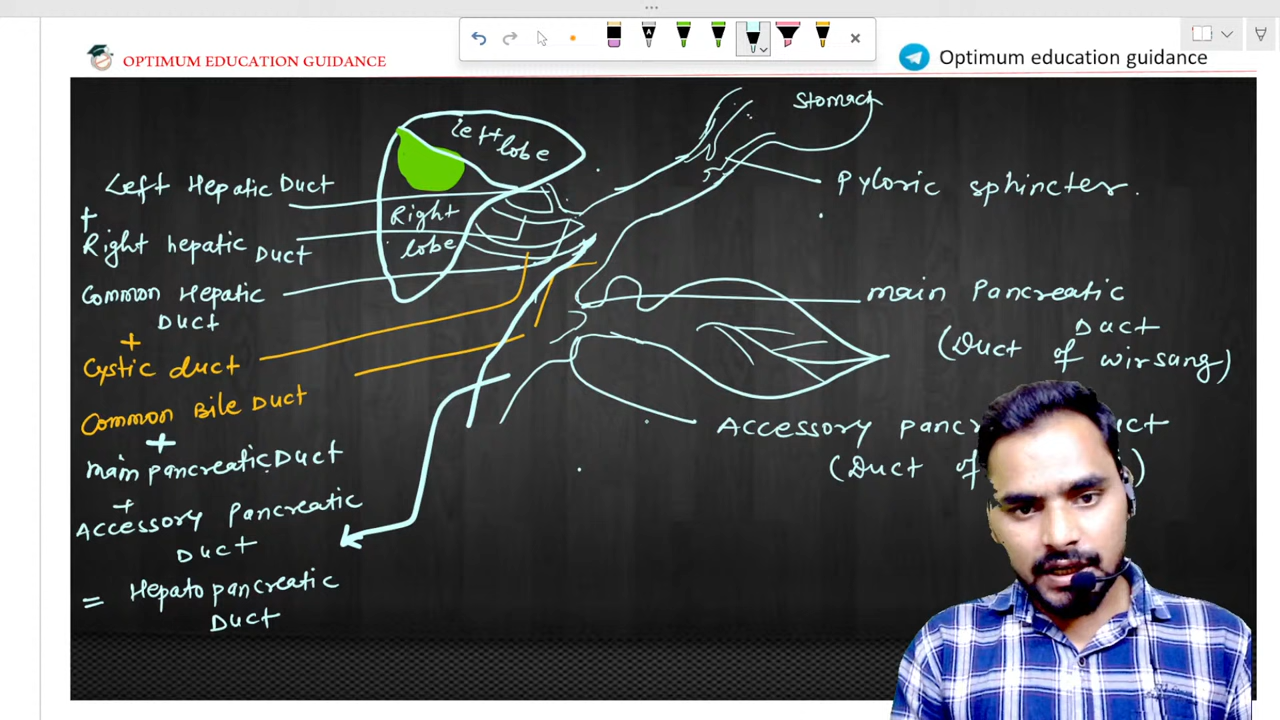 OPTIMUM EDUCATION GUIDANCE
Optimum education guidance
Stomach
Left lobe
Left Hepatic Duct
Pyloric sphincter.
+
Right
lobe
Right hepatic Duct
Common Hepatic
Duct
main Pancreatic
Duct
(Duct of wirsang)
+
Cystic duct
Common Bile Duct
+
main pancreatic Duct
Accessory
Duct of
+
Accessory Pancreatic
Duct
= Hepato pancreatic
Duct